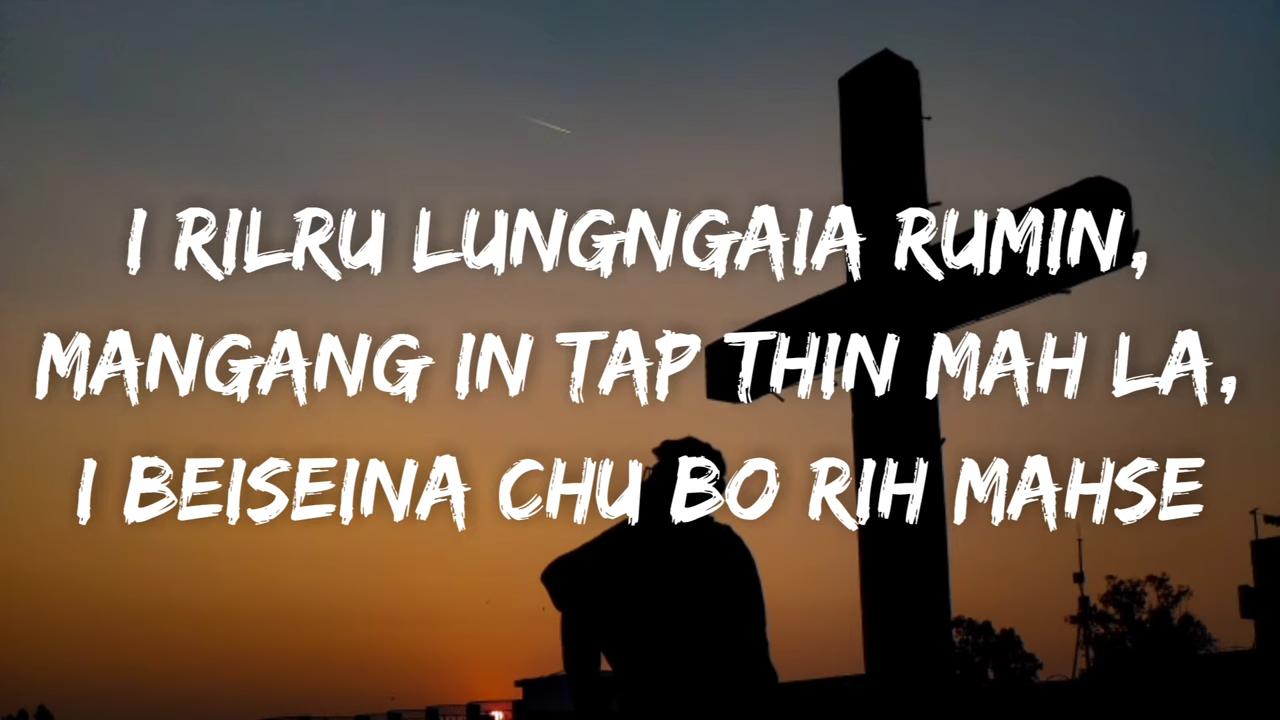 I RILRU LUNGNGAIA RUMIN,
MANGANG IN TAP THIN MAH LA,
I BEISEINA CHU BO RIH MAHSE